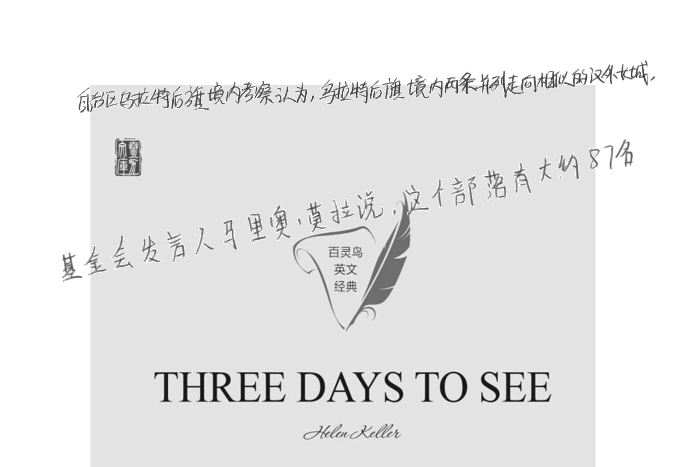 自治区乌拉特后旗境内考察认为,乌拉特后旗境内两条并列走向相似的汉外长城,
基金会发言人马里奥·莫拉说,这个部落有大约87名
百灵鸟
英文
经典
THREE DAYS TO SEE
Helen Keller